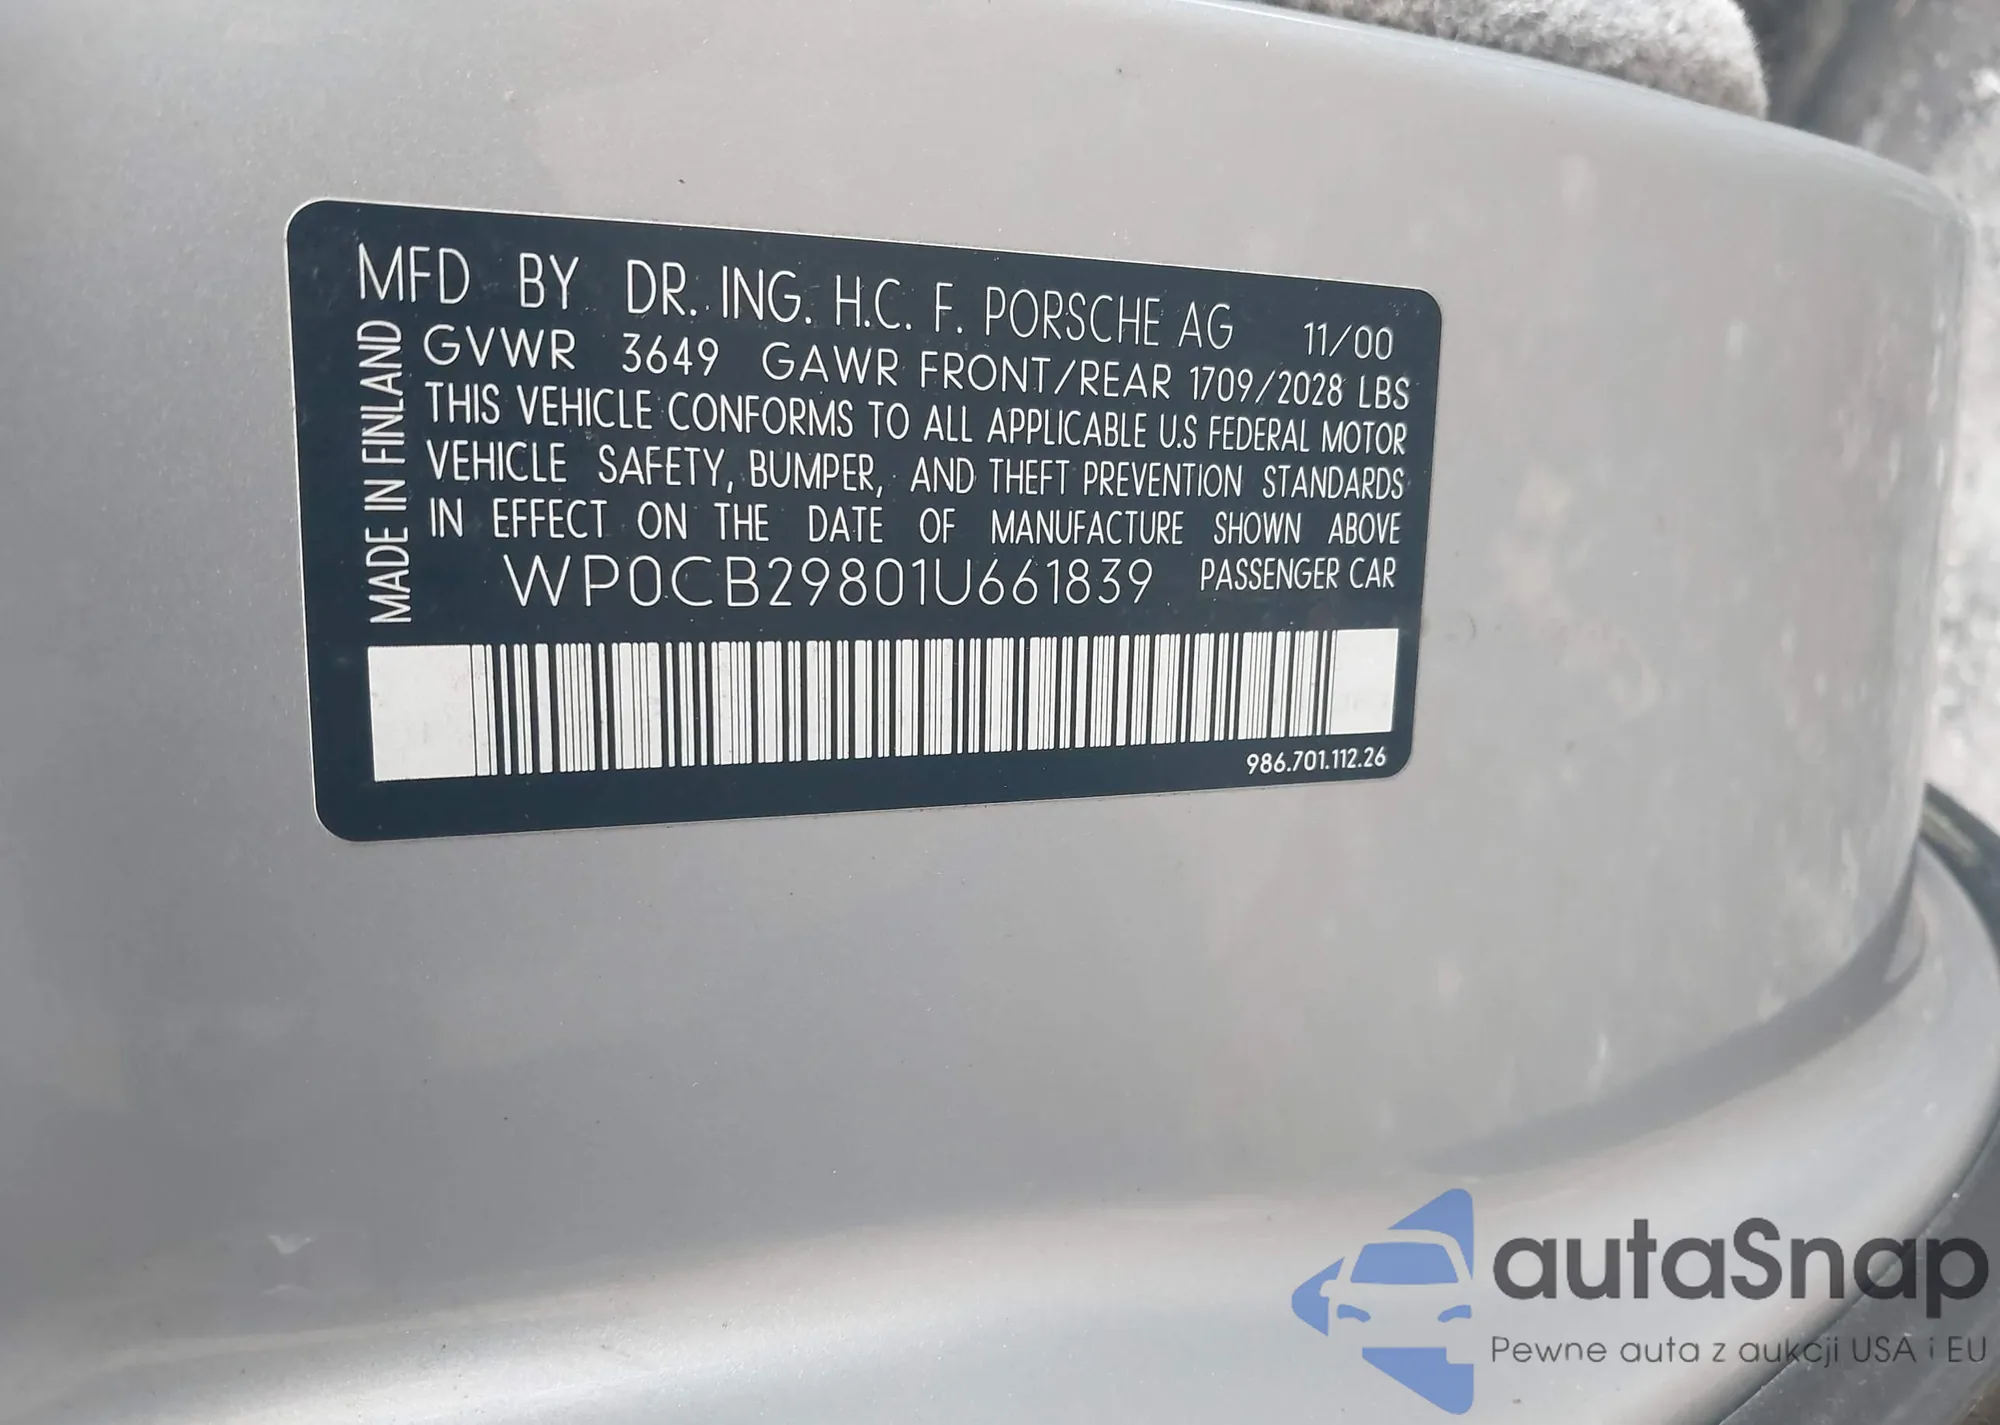 MFD BY DR. ING. H.C. F. PORSCHE AG 11/00
GVWR 3649 GAWR FRONT/REAR 1709/2028 LBS
THIS VEHICLE CONFORMS TO ALL APPLICABLE U.S FEDERAL MOTOR
VEHICLE SAFETY, BUMPER, AND THEFT PREVENTION STANDARDS
IN EFFECT ON THE DATE OF MANUFACTURE SHOWN ABOVE
WP0CB29801U661839 PASSENGER CAR
MADE IN FINLAND
986.701.112.26
autaSnap
Pewne auta z aukcji USA i EU